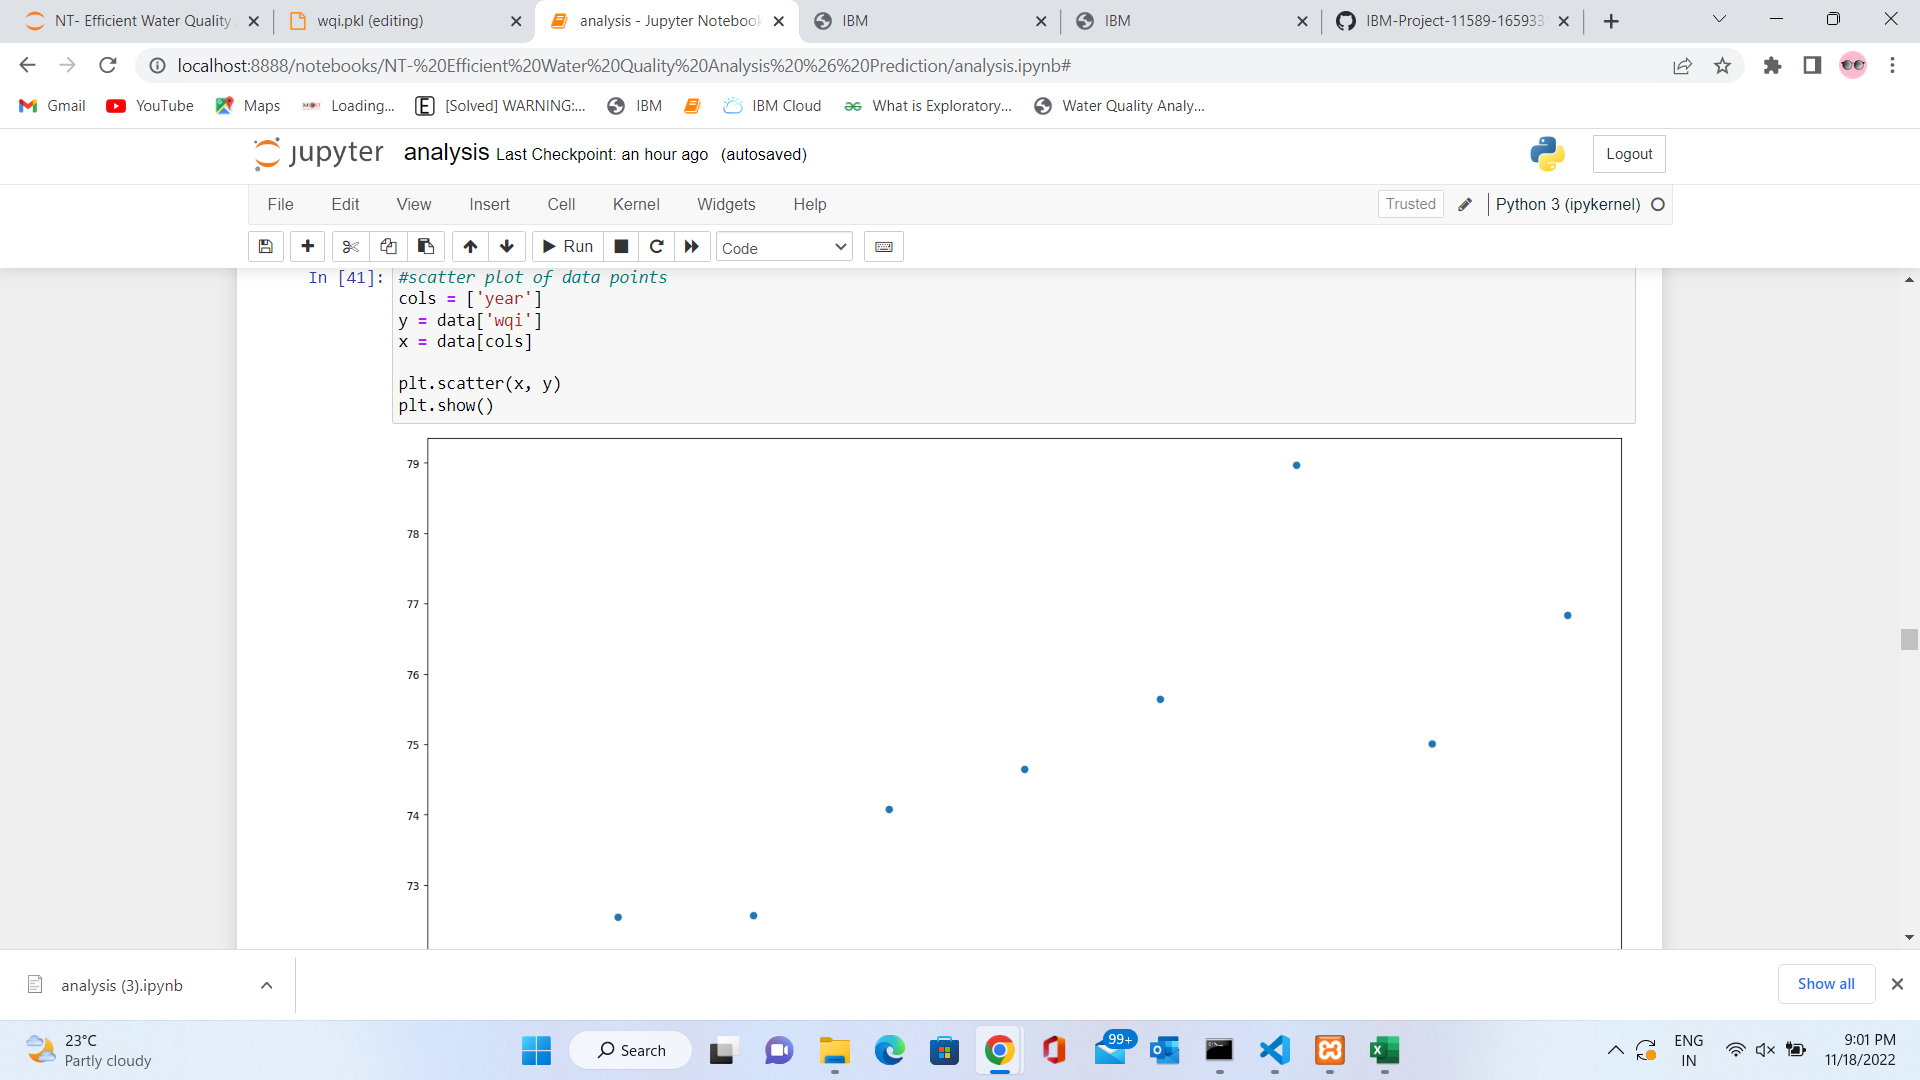 NT- Efficient Water Quality
wqi.pkl (editing)
analysis - Jupyter Notebook
IBM
IBM
IBM-Project-11589-165933
localhost:8888/notebooks/NT-%20Efficient%20Water%20Quality%20Analysis%20%26%20Prediction/analysis.ipynb#
Gmail
YouTube
Maps
Loading...
[Solved] WARNING:...
IBM
IBM Cloud
What is Exploratory...
Water Quality Analy...
jupyter analysis Last Checkpoint: an hour ago (autosaved)
Logout
File Edit View Insert Cell Kernel Widgets Help
Trusted
Python 3 (ipykernel)
Run
Code
In [41]: #scatter plot of data points
cols = ['year']
y = data['wqi']
x = data[cols]
plt.scatter(x, y)
plt.show()
79
78
77
76
75
74
73
analysis (3).ipynb
Show all
23°C
Partly cloudy
Search
99+
ENG
IN
9:01 PM
11/18/2022